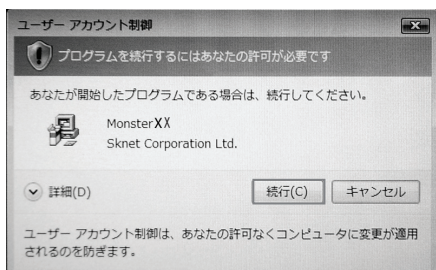 ユーザー アカウント制御
プログラムを続行するにはあなたの許可が必要です
あなたが開始したプログラムである場合は、続行してください。
MonsterXX
Sknet Corporation Ltd.
詳細(D)
続行(C)
キャンセル
ユーザー アカウント制御は、あなたの許可なくコンピュータに変更が適用
されるのを防ぎます。